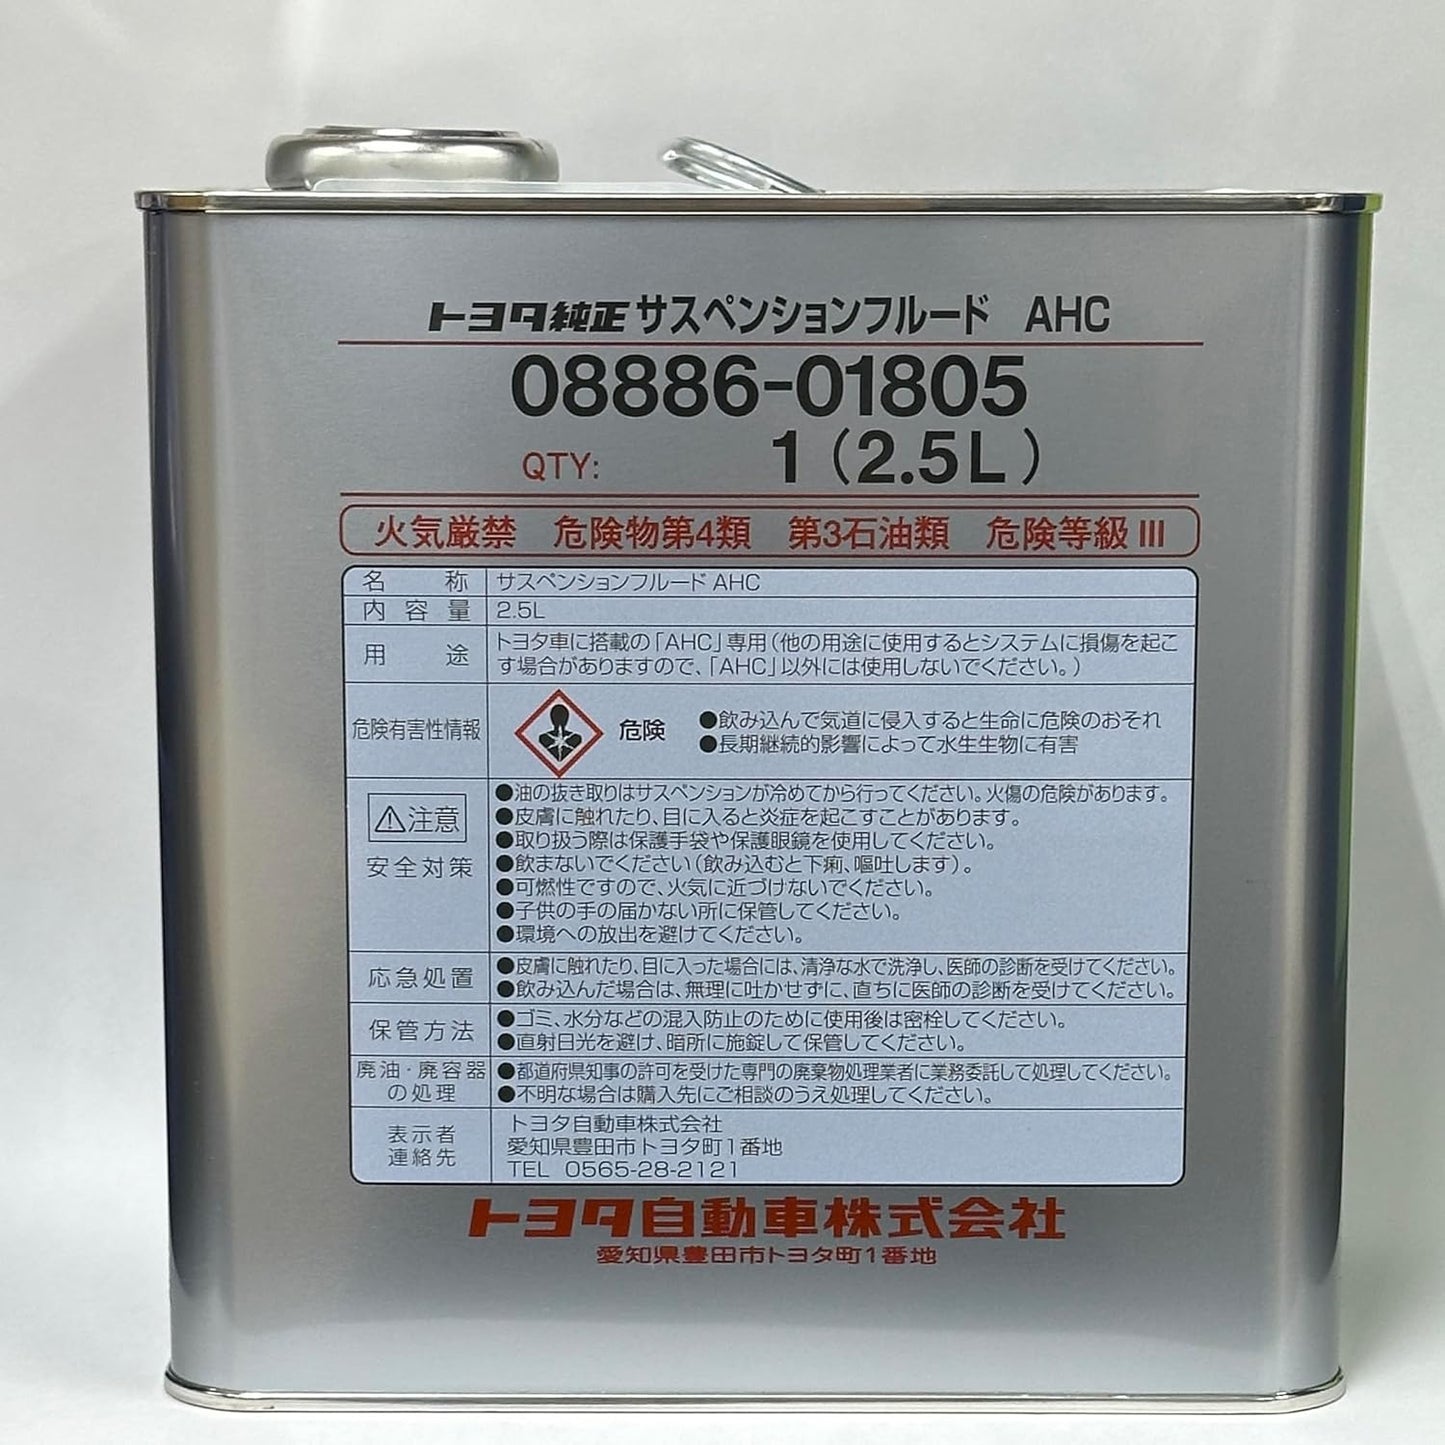 トヨタ純正 サスペンションフルード AHC
08886-01805
QTY: 1(2.5L)
火気厳禁 危険物第4類 第3石油類 危険等級 III
名称 サスペンションフルード AHC
内容量 2.5L
用途 トヨタ車に搭載の「AHC」専用(他の用途に使用するとシステムに損傷を起こ
す場合がありますので、「AHC」以外には使用しないでください。)
危険有害性情報 危険 ●飲み込んで気道に侵入すると生命に危険のおそれ
●長期継続的影響によって水生生物に有害
⚠注意
安全対策
●油の抜き取りはサスペンションが冷めてから行ってください。火傷の危険があります。
●皮膚に触れたり、目に入ると炎症を起こすことがあります。
●取り扱う際は保護手袋や保護眼鏡を使用してください。
●飲まないでください(飲み込むと下痢、嘔吐します)。
●可燃性ですので、火気に近づけないでください。
●子供の手の届かない所に保管してください。
●環境への放出を避けてください。
応急処置 ●皮膚に触れたり、目に入った場合には、清浄な水で洗浄し、医師の診断を受けてください。
●飲み込んだ場合は、無理に吐かせずに、直ちに医師の診断を受けてください。
保管方法 ●ゴミ、水分などの混入防止のために使用後は密栓してください。
●直射日光を避け、暗所に施錠して保管してください。
廃油・廃容器
の処理
●都道府県知事の許可を受けた専門の廃棄物処理業者に業務委託して処理してください。
●不明な場合は購入先にご相談のうえ処理してください。
表示者
連絡先
トヨタ自動車株式会社
愛知県豊田市トヨタ町1番地
TEL 0565-28-2121
トヨタ自動車株式会社
愛知県豊田市トヨタ町1番地